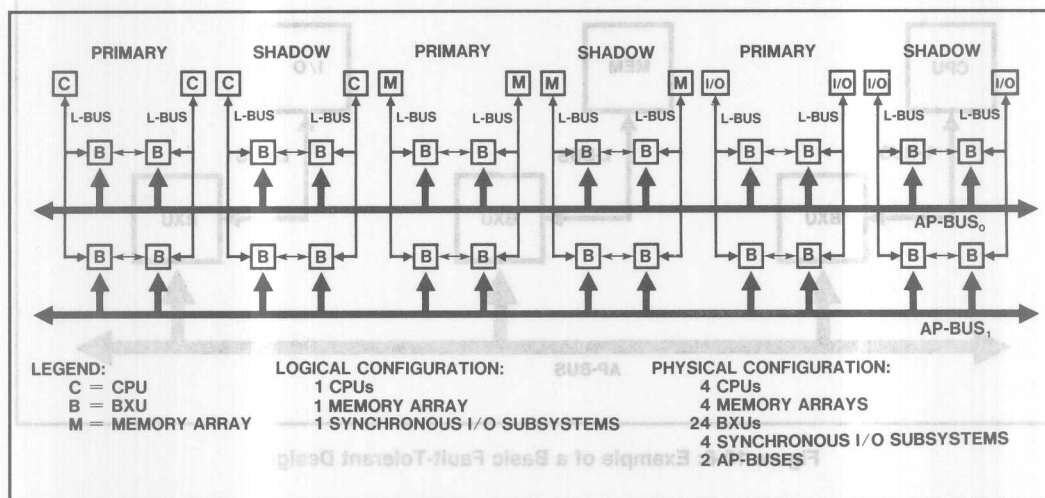 PRIMARY SHADOW PRIMARY SHADOW PRIMARY SHADOW
C C C C M M M M I/O I/O I/O I/O
L-BUS L-BUS L-BUS L-BUS L-BUS L-BUS L-BUS L-BUS L-BUS L-BUS L-BUS L-BUS
B B B B B B B B B B B B
AP-BUS₀
B B B B B B B B B B B B
AP-BUS₁
LEGEND:
C = CPU
B = BXU
M = MEMORY ARRAY
LOGICAL CONFIGURATION:
1 CPUs
1 MEMORY ARRAY
1 SYNCHRONOUS I/O SUBSYSTEMS
PHYSICAL CONFIGURATION:
4 CPUs
4 MEMORY ARRAYS
24 BXUs
4 SYNCHRONOUS I/O SUBSYSTEMS
2 AP-BUSES